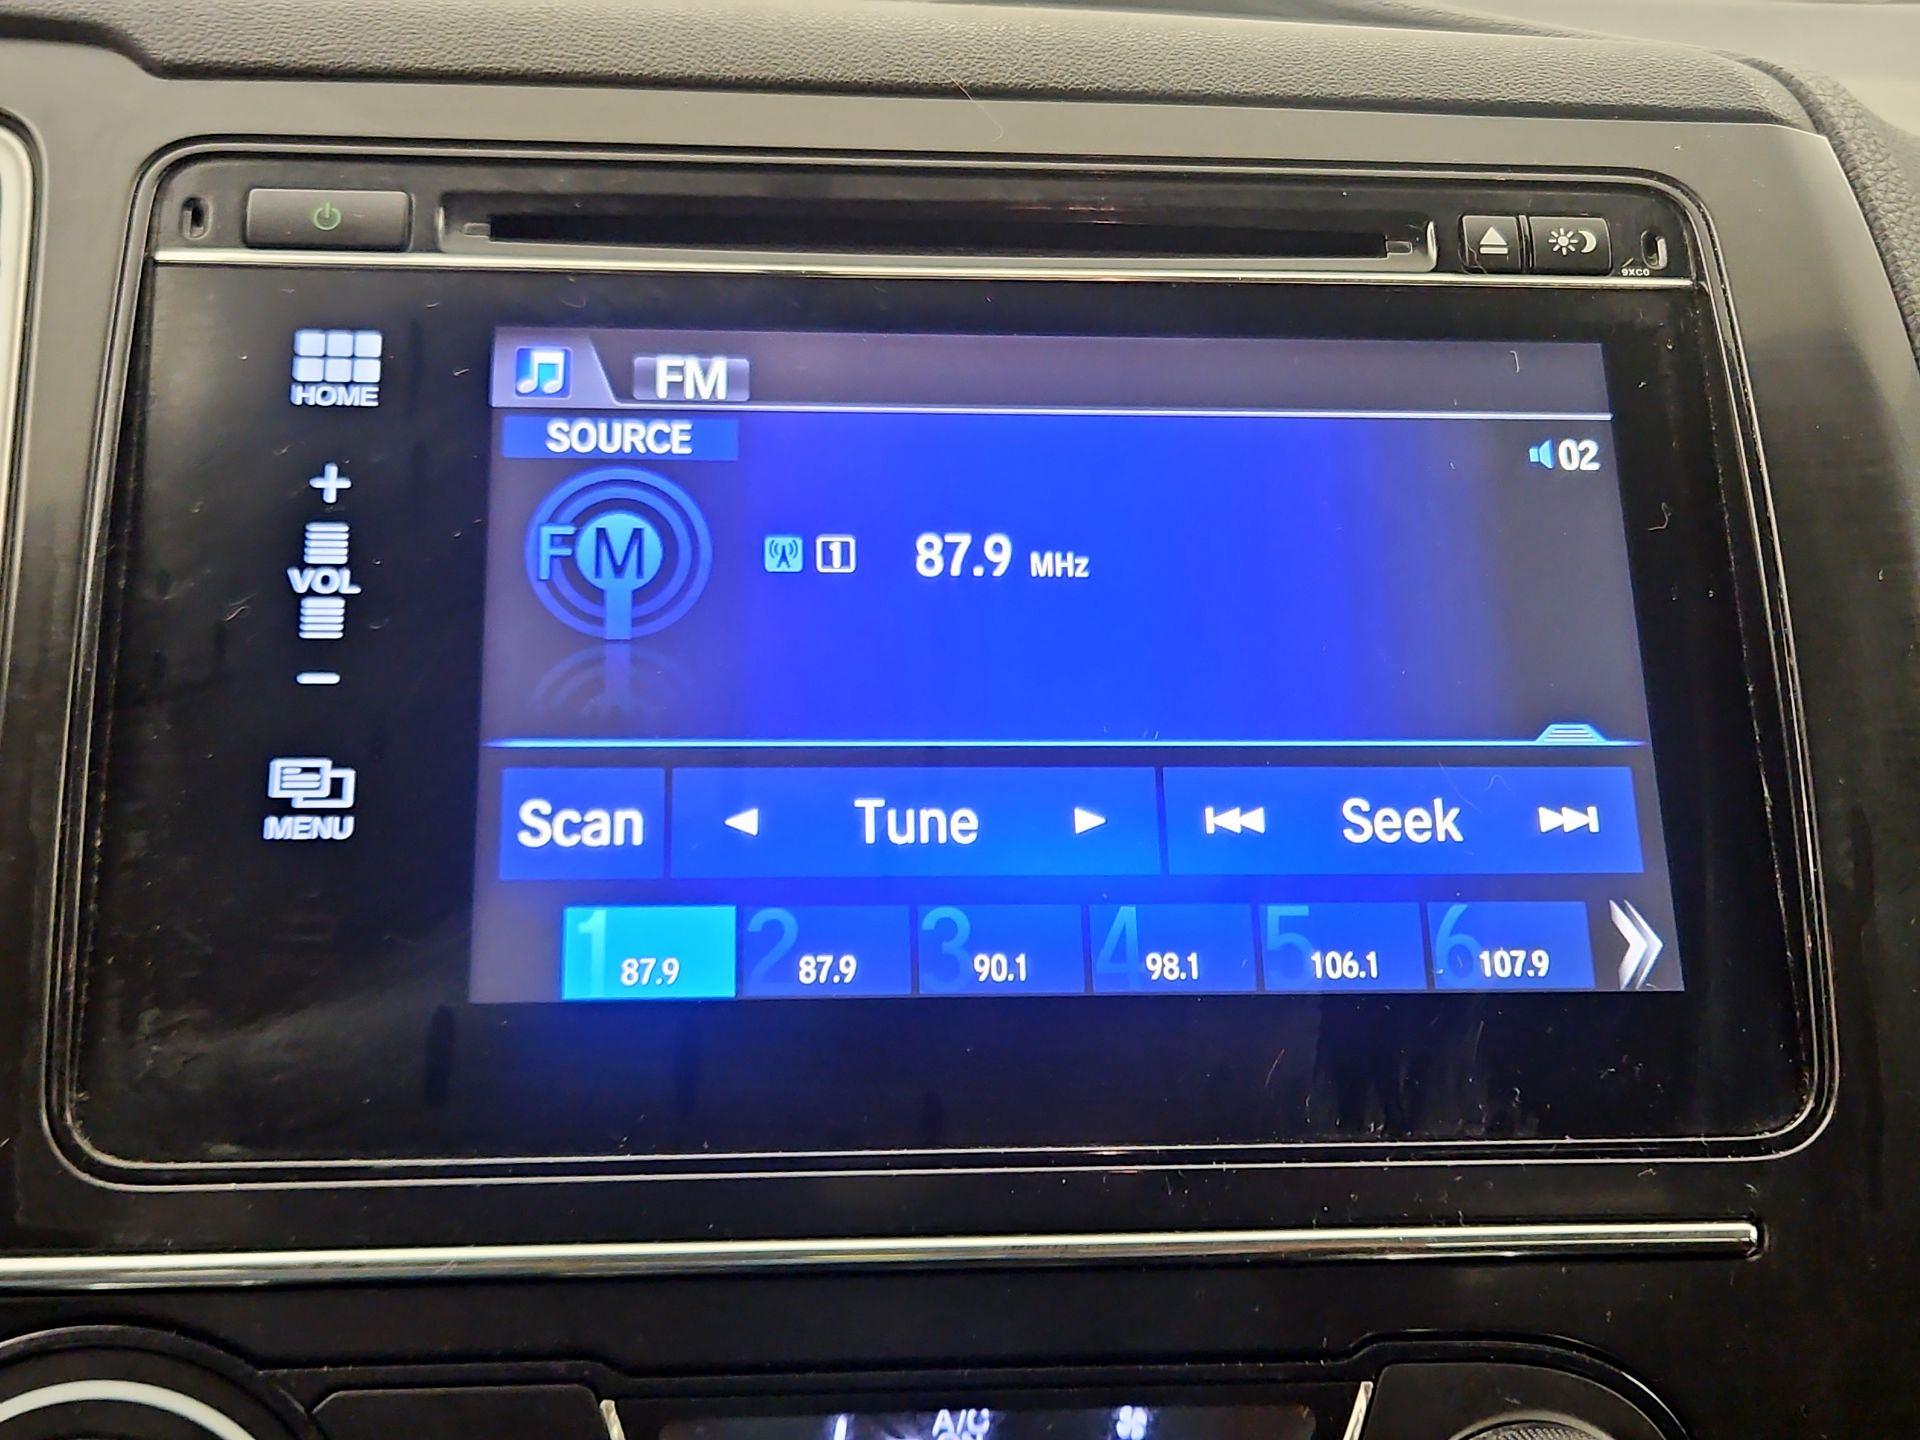 9XC0
HOME
FM
SOURCE
02
+
VOL
−
FM
1 87.9 MHz
MENU
Scan Tune Seek
1 87.9 2 87.9 3 90.1 4 98.1 5 106.1 6 107.9
A/C